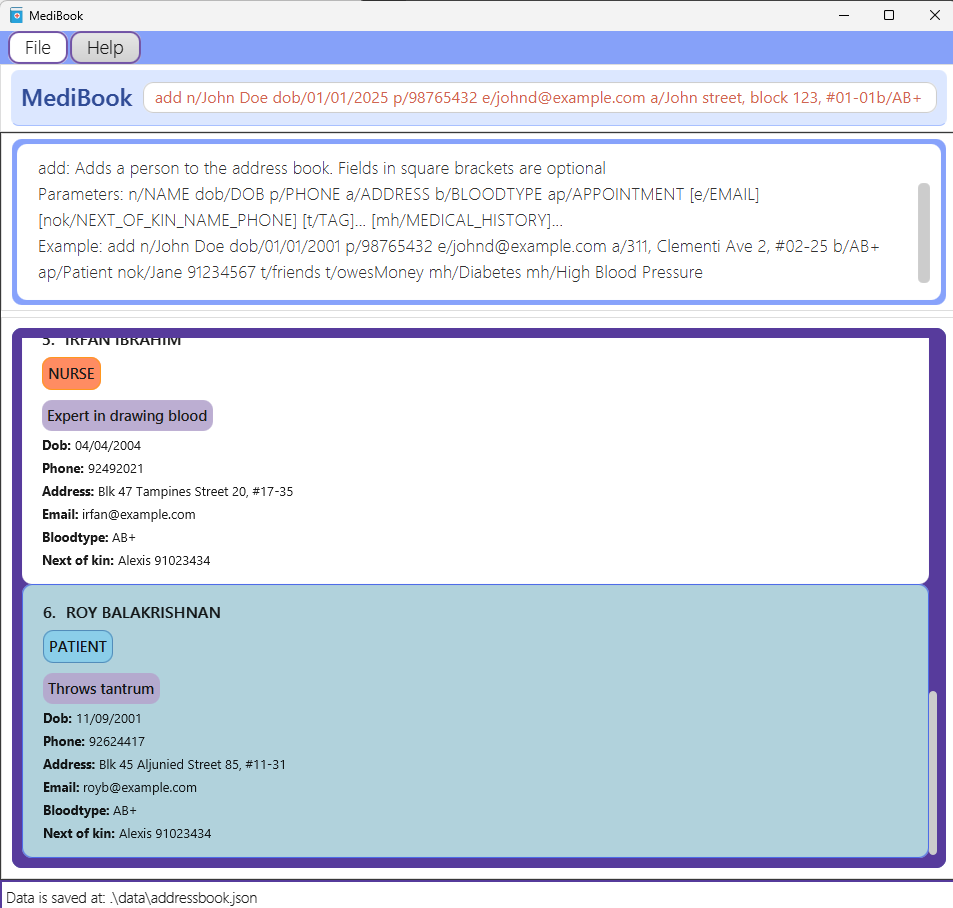 MediBook
File
Help
MediBook
add n/John Doe dob/01/01/2025 p/98765432 e/johnd@example.com a/John street, block 123, #01-01b/AB+
add: Adds a person to the address book. Fields in square brackets are optional
Parameters: n/NAME dob/DOB p/PHONE a/ADDRESS b/BLOODTYPE ap/APPOINTMENT [e/EMAIL]
[nok/NEXT_OF_KIN_NAME_PHONE] [t/TAG]... [mh/MEDICAL_HISTORY]...
Example: add n/John Doe dob/01/01/2001 p/98765432 e/johnd@example.com a/311, Clementi Ave 2, #02-25 b/AB+
ap/Patient nok/Jane 91234567 t/friends t/owesMoney mh/Diabetes mh/High Blood Pressure
5. IRFAN IBRAHIM
NURSE
Expert in drawing blood
Dob: 04/04/2004
Phone: 92492021
Address: Blk 47 Tampines Street 20, #17-35
Email: irfan@example.com
Bloodtype: AB+
Next of kin: Alexis 91023434
6. ROY BALAKRISHNAN
PATIENT
Throws tantrum
Dob: 11/09/2001
Phone: 92624417
Address: Blk 45 Aljunied Street 85, #11-31
Email: royb@example.com
Bloodtype: AB+
Next of kin: Alexis 91023434
Data is saved at: .\data\addressbook.json